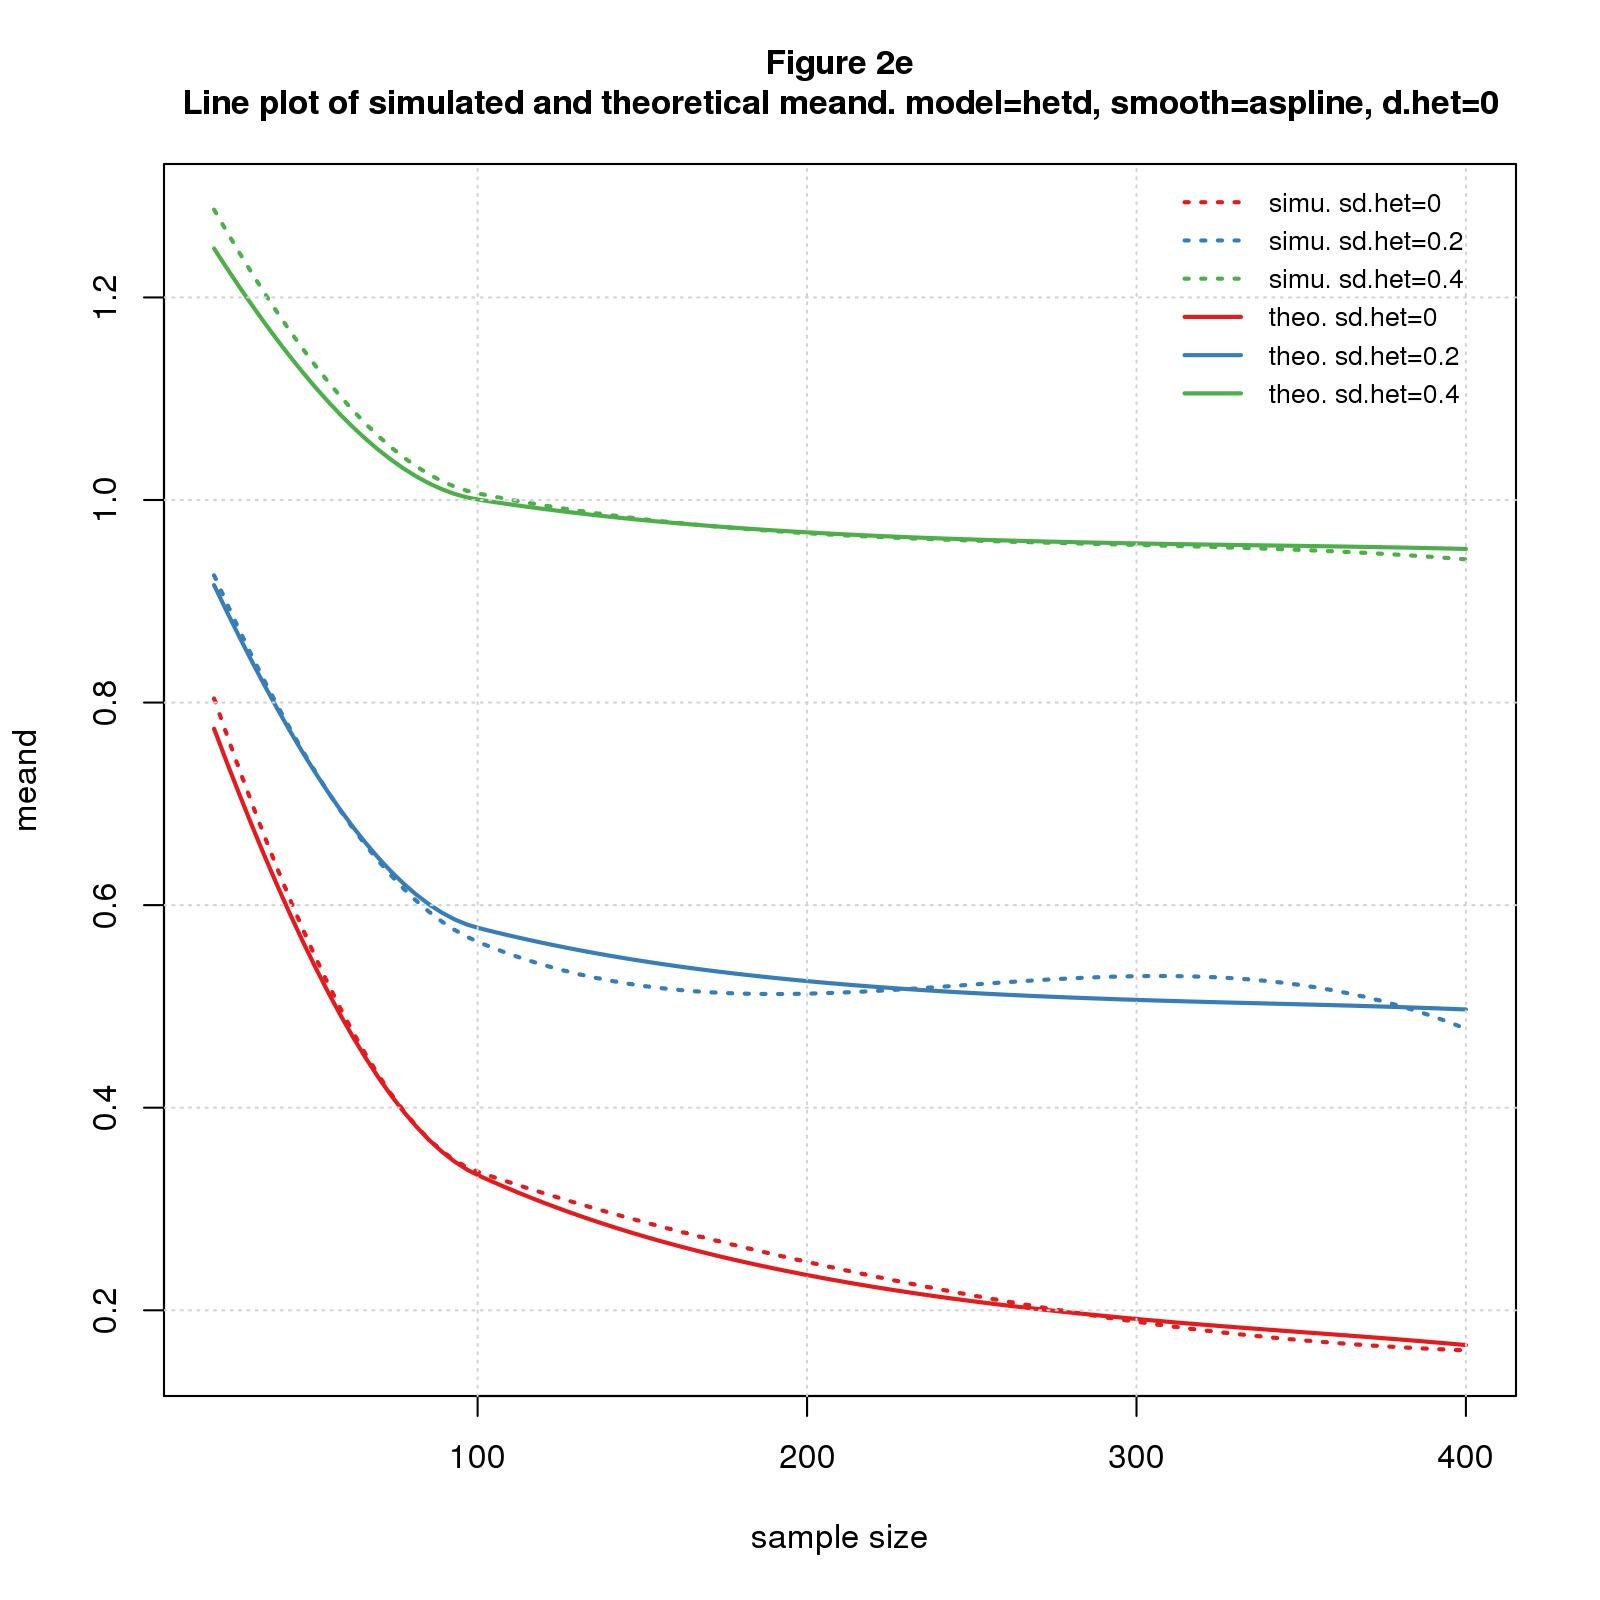 Figure 2e
Line plot of simulated and theoretical meand. model=hetd, smooth=aspline, d.het=0
simu. sd.het=0
simu. sd.het=0.2
simu. sd.het=0.4
theo. sd.het=0
theo. sd.het=0.2
theo. sd.het=0.4
meand
1.2
1.0
0.8
0.6
0.4
0.2
100 200 300 400
sample size